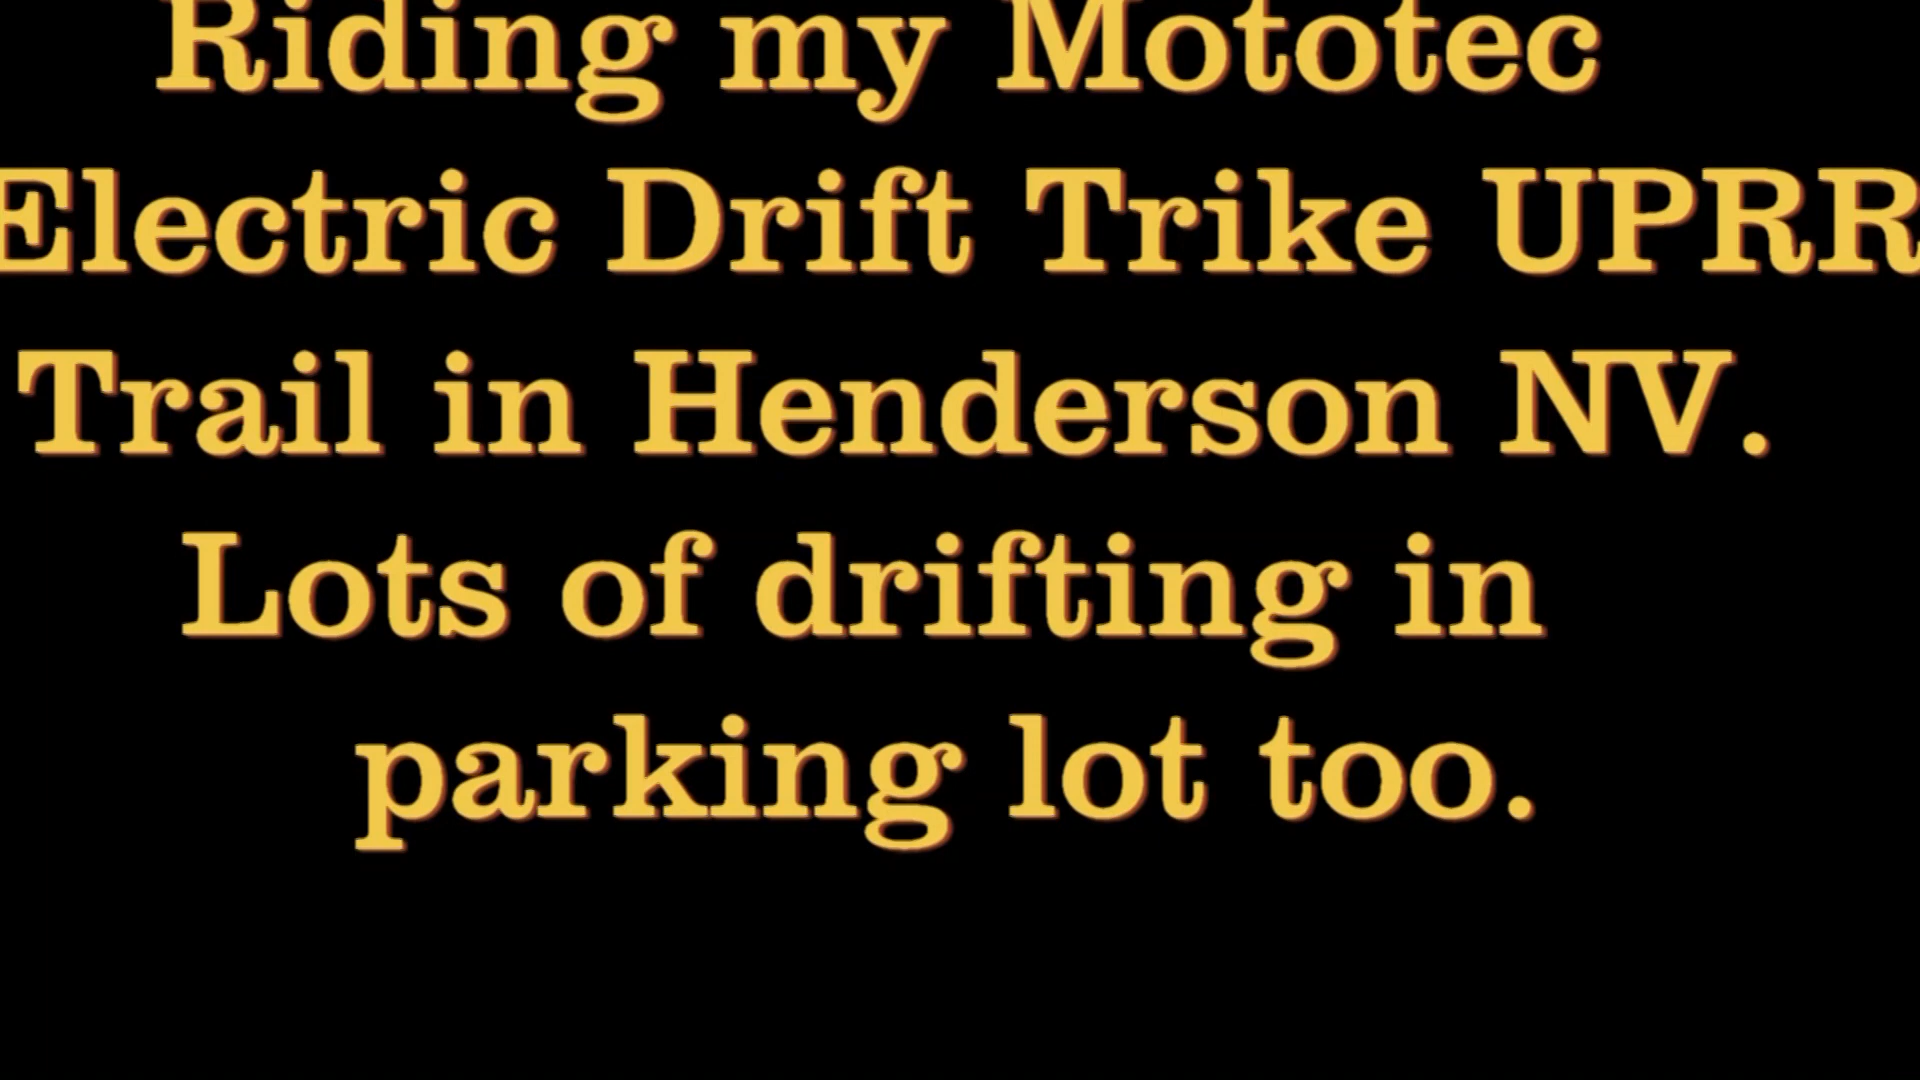 Riding my Mototec
Electric Drift Trike UPRR
Trail in Henderson NV.
Lots of drifting in
parking lot too.